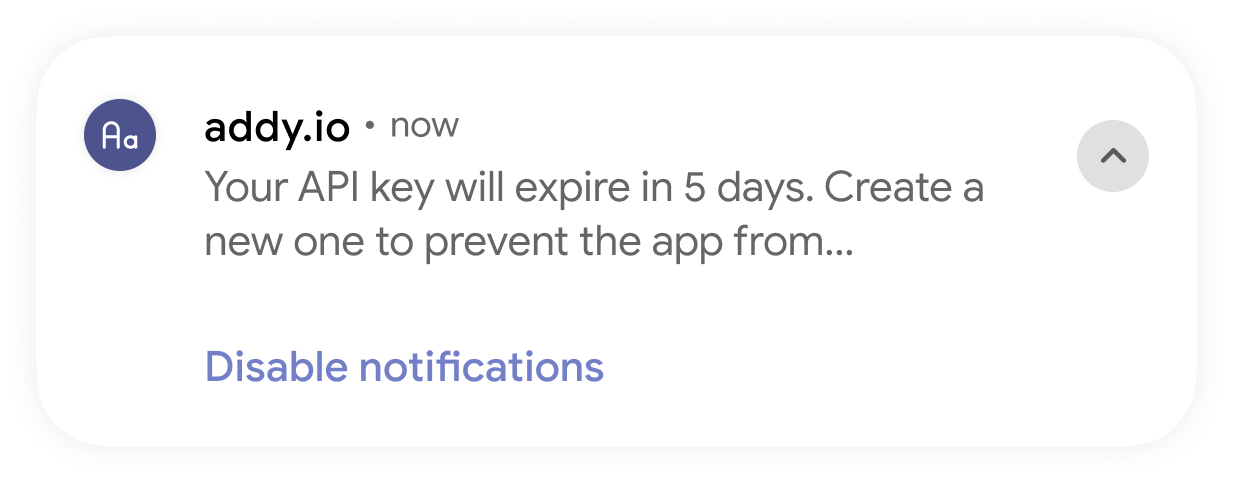 Aa
addy.io • now
Your API key will expire in 5 days. Create a
new one to prevent the app from...
Disable notifications